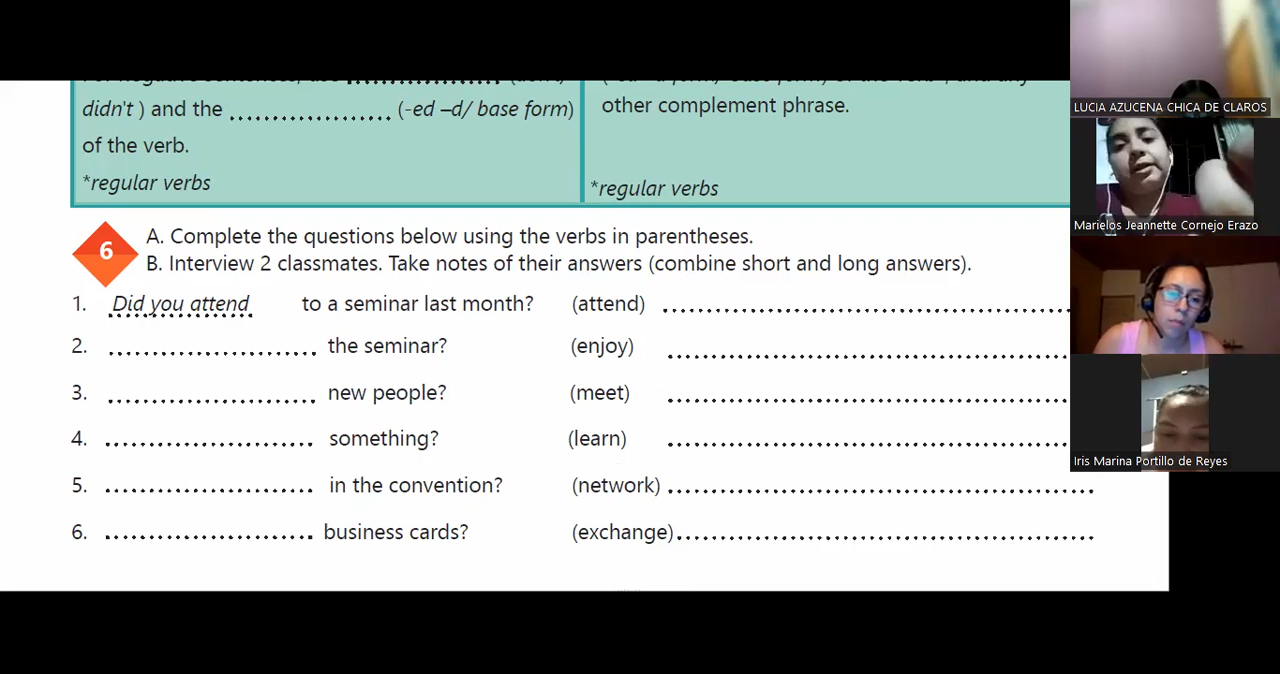 didn't ) and the .................... (-ed –d/ base form)
of the verb.
*regular verbs
other complement phrase.
*regular verbs
6
A. Complete the questions below using the verbs in parentheses.
B. Interview 2 classmates. Take notes of their answers (combine short and long answers).
1. Did you attend to a seminar last month? (attend) ........................................
2. ........................ the seminar? (enjoy) ........................................
3. ........................ new people? (meet) ........................................
4. ........................ something? (learn) ........................................
5. ........................ in the convention? (network) ........................................
6. ........................ business cards? (exchange) ........................................
LUCIA AZUCENA CHICA DE CLAROS
Marielos Jeannette Cornejo Erazo
Iris Marina Portillo de Reyes